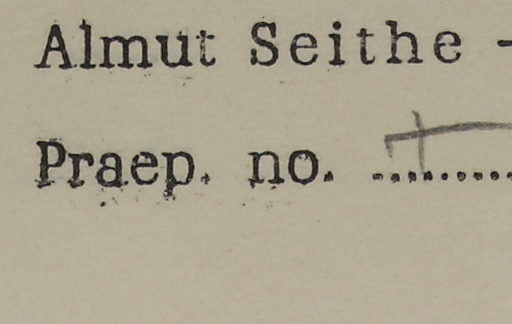 Almut Seithe -
Praep. no. ..........